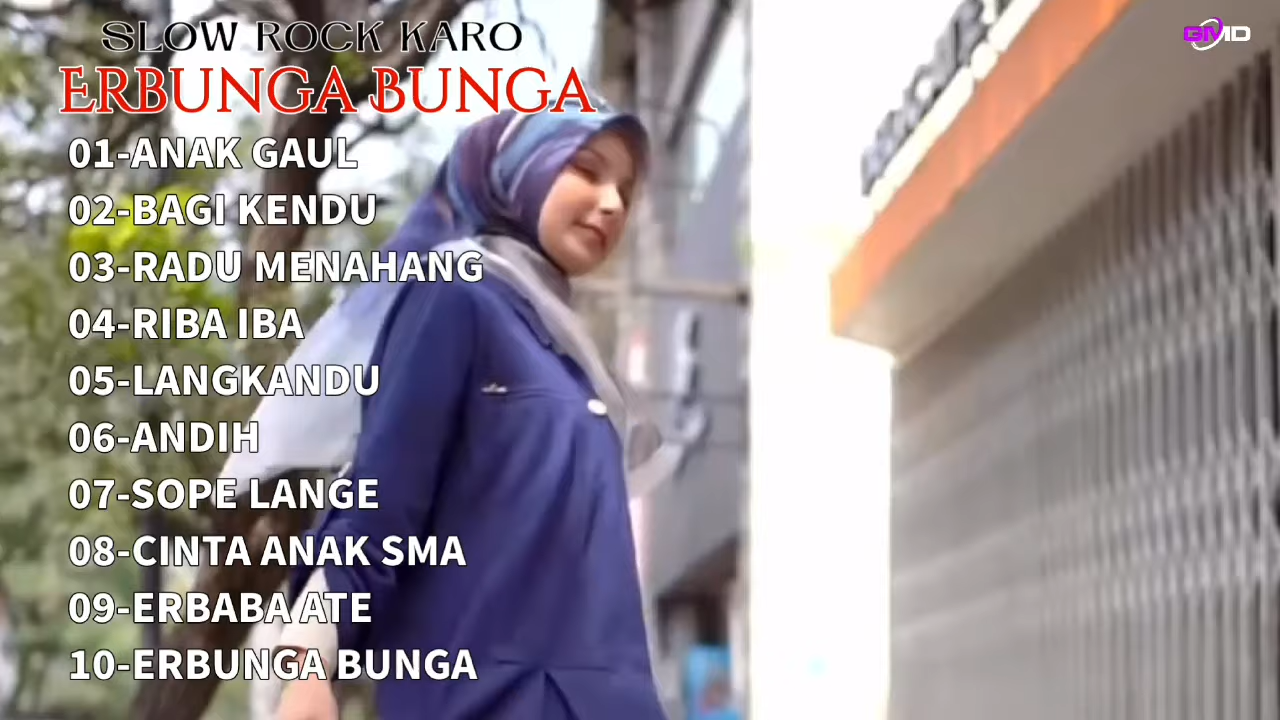 SLOW ROCK KARO
ERBUNGA BUNGA
GMD
01-ANAK GAUL
02-BAGI KENDU
03-RADU MENAHANG
04-RIBA IBA
05-LANGKANDU
06-ANDIH
07-SOPE LANGE
08-CINTA ANAK SMA
09-ERBABA ATE
10-ERBUNGA BUNGA